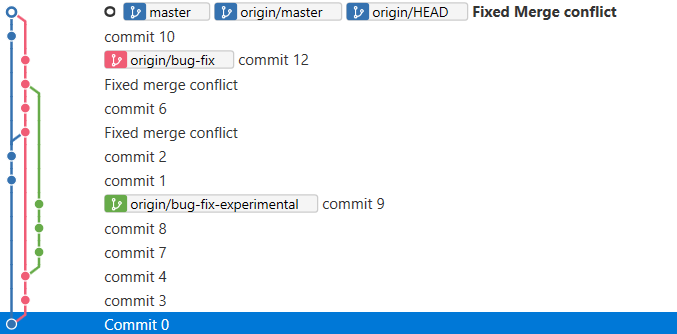 master origin/master origin/HEAD Fixed Merge conflict
commit 10
origin/bug-fix commit 12
Fixed merge conflict
commit 6
Fixed merge conflict
commit 2
commit 1
origin/bug-fix-experimental commit 9
commit 8
commit 7
commit 4
commit 3
Commit 0